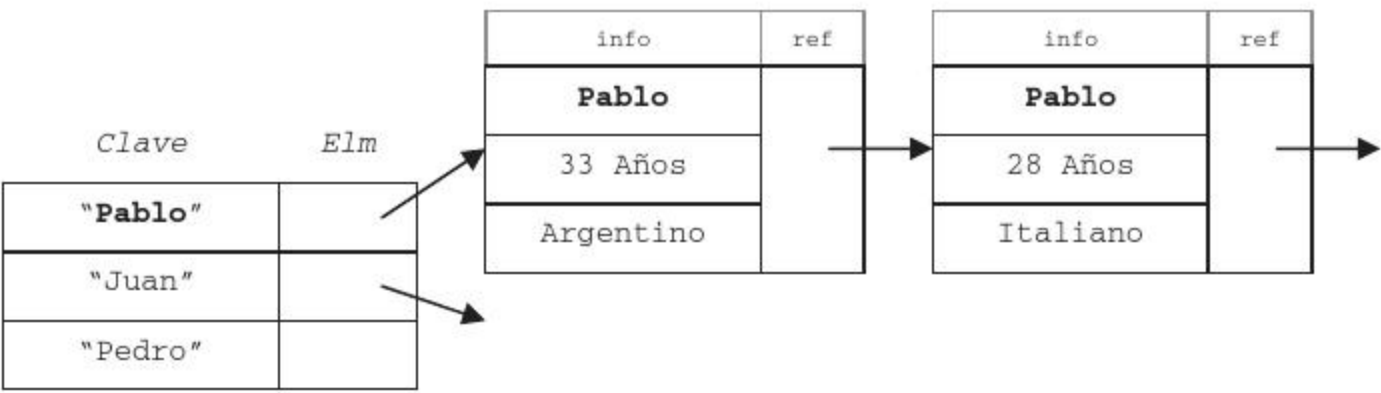 info ref info ref
Pablo Pablo
Clave Elm
33 Años 28 Años
“Pablo”
Argentino Italiano
“Juan”
“Pedro”